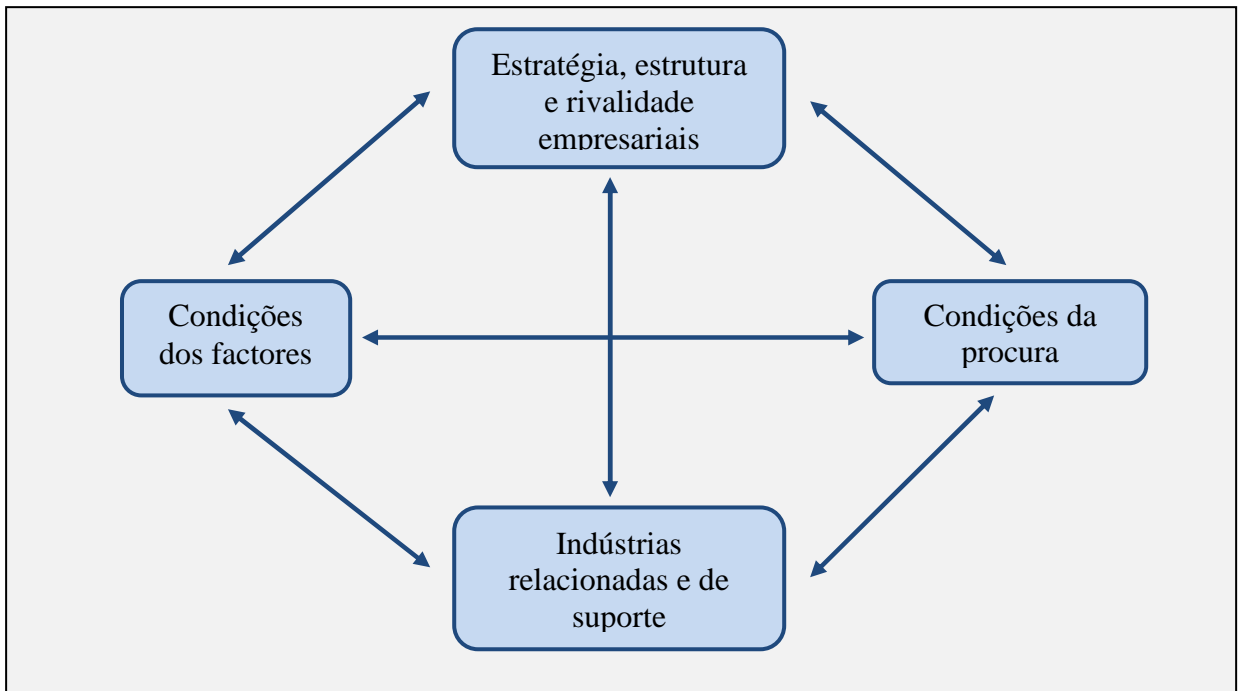 Estratégia, estrutura
e rivalidade
empresariais
Condições
dos factores
Condições da
procura
Indústrias
relacionadas e de
suporte